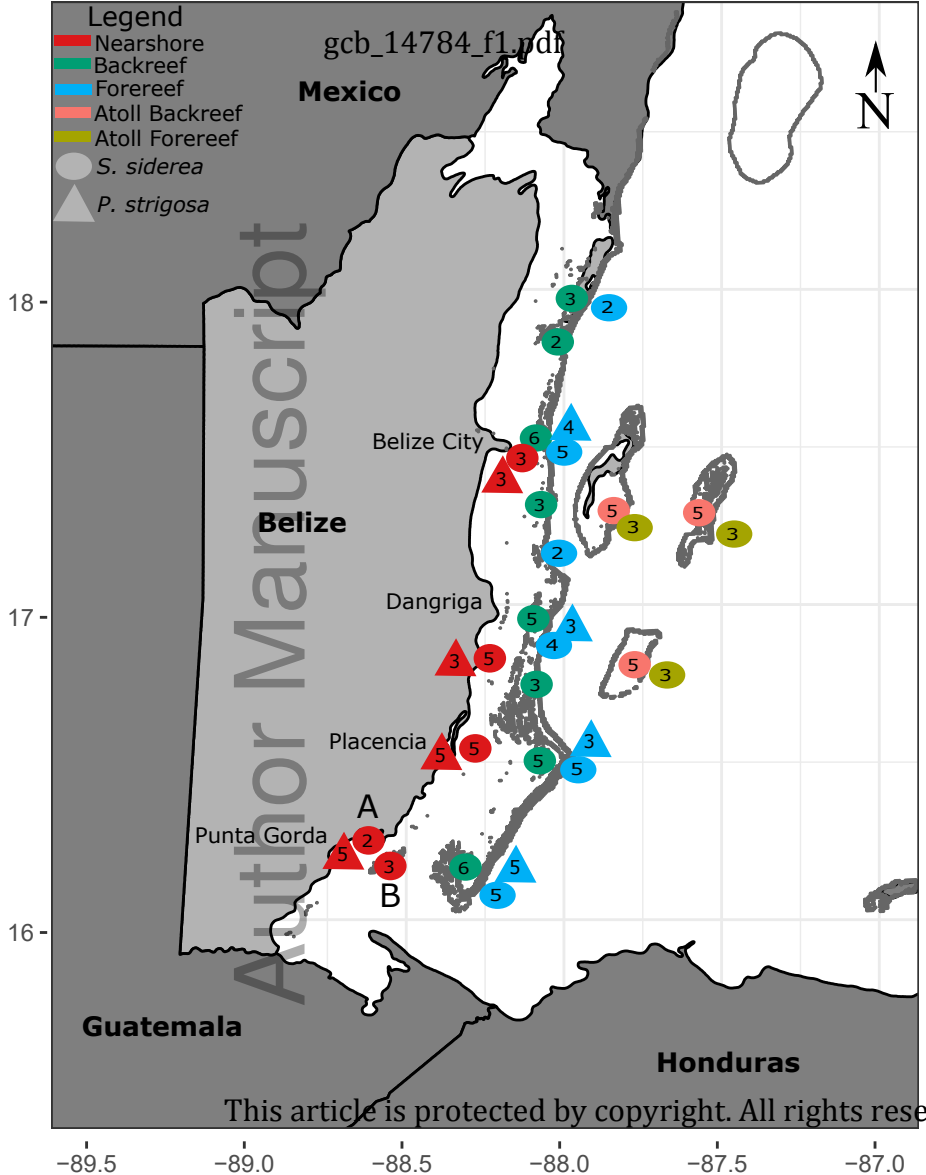 Legend
Nearshore
Backreef
Forereef
Atoll Backreef
Atoll Forereef
S. siderea
P. strigosa
gcb_14784_f1.pdf
Mexico
N
18
3
2
2
4
Belize City
6
5
3
3
3
5
5
Belize
3
3
2
17
Dangriga
5
3
4
3
5
5
3
3
Placencia
3
5
5
5
5
A
Punta Gorda
2
5
3
6
5
B
5
16
Author Manuscript
Guatemala
Honduras
This article is protected by copyright. All rights rese
−89.5
−89.0
−88.5
−88.0
−87.5
−87.0